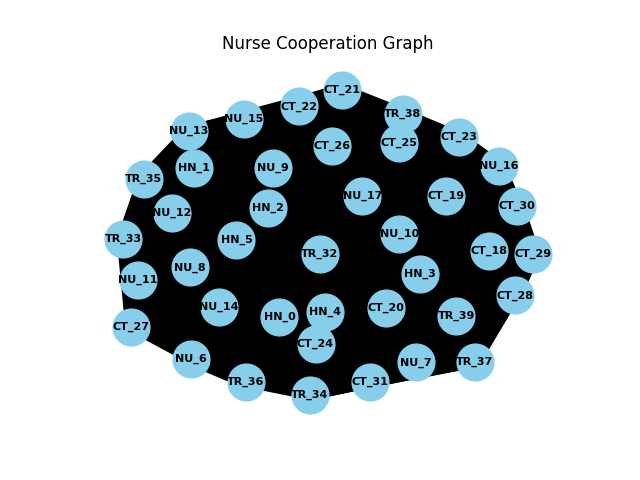 Nurse Cooperation Graph
CT_21
CT_22
TR_38
NU_15
NU_13
CT_23
CT_25
CT_26
NU_16
HN_1
NU_9
TR_35
NU_17
CT_19
CT_30
HN_2
NU_12
NU_10
TR_33
HN_5
CT_18
TR_32
CT_29
NU_8
HN_3
NU_11
CT_28
NU_14
CT_20
HN_4
HN_0
TR_39
CT_27
CT_24
NU_6
NU_7
TR_37
TR_36
CT_31
TR_34